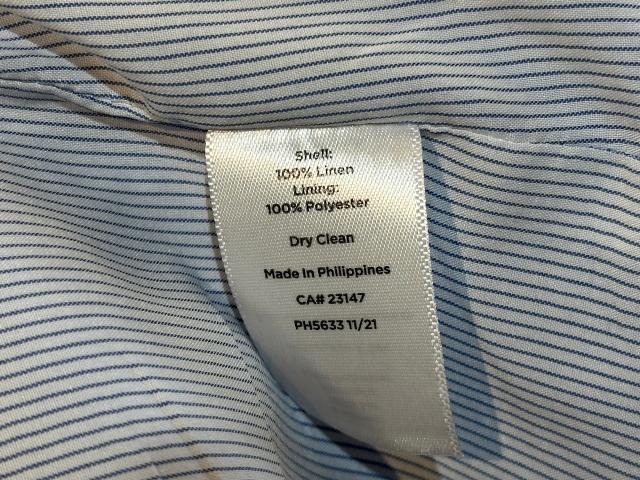 Shell:
100% Linen
Lining:
100% Polyester
Dry Clean
Made In Philippines
CA# 23147
PH5633 11/21